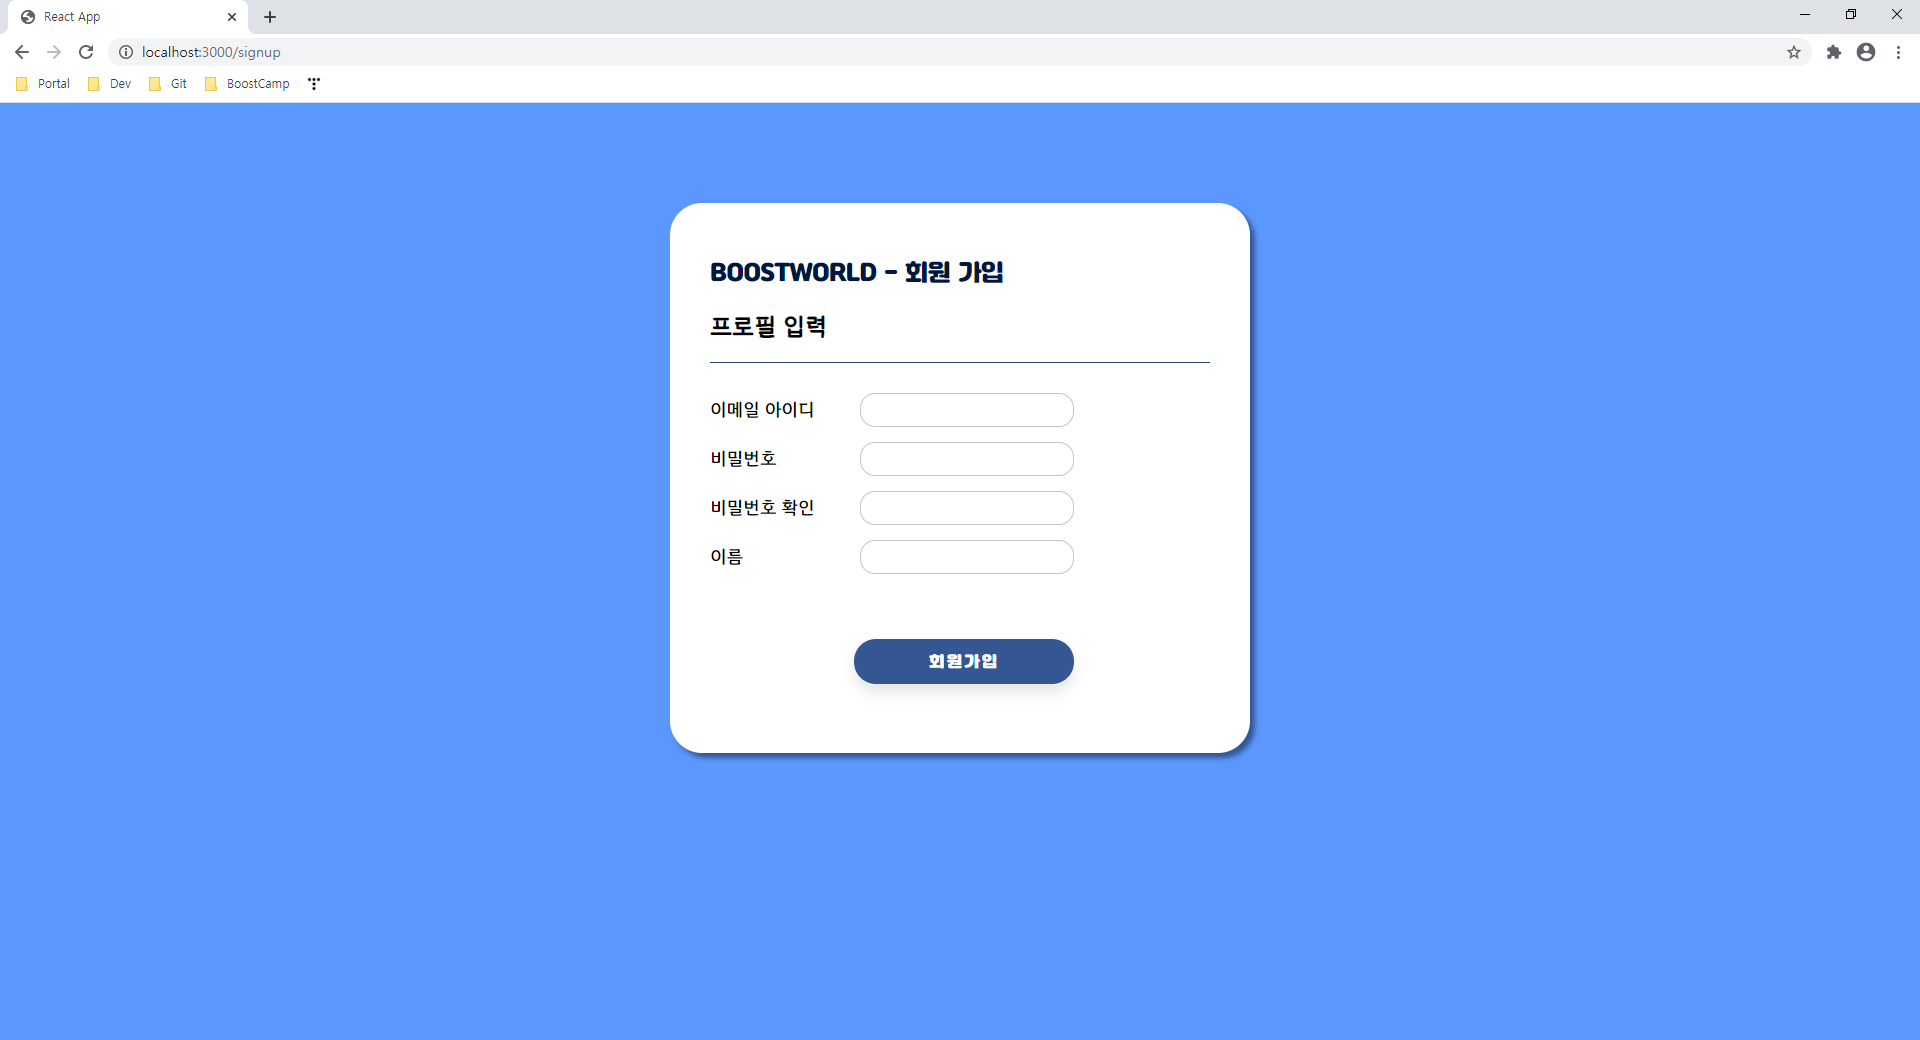 React App
localhost:3000/signup
Portal Dev Git BoostCamp
BOOSTWORLD - 회원 가입
프로필 입력
이메일 아이디
비밀번호
비밀번호 확인
이름
회원가입